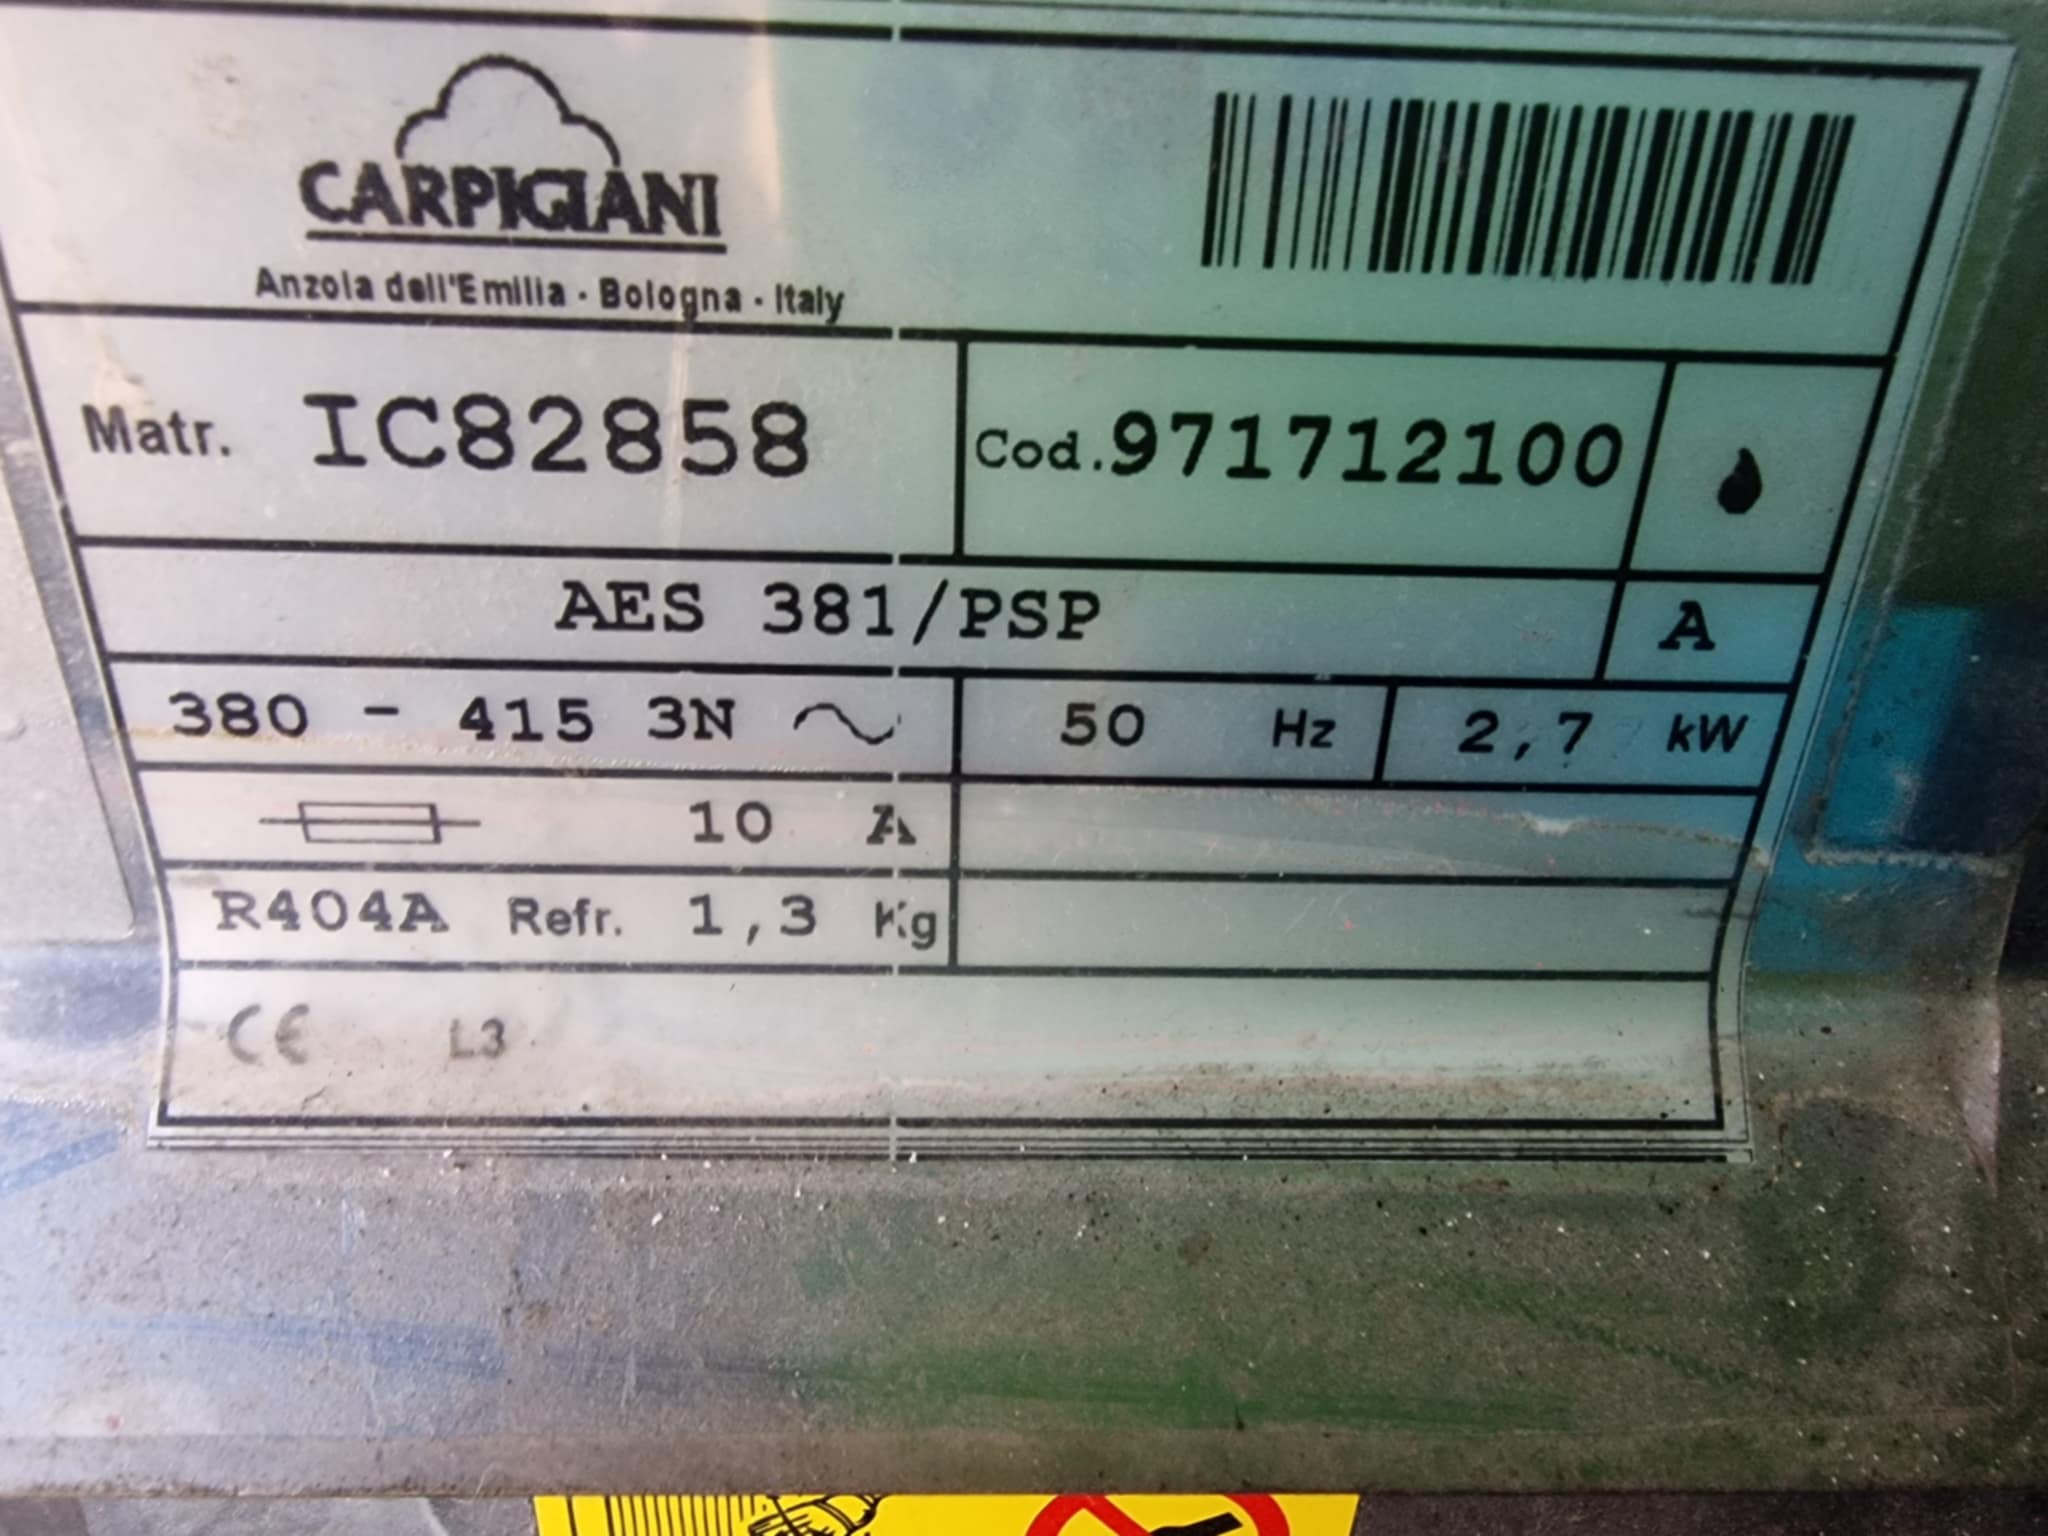 CARPIGIANI
Anzola dell'Emilia - Bologna - Italy
Matr. IC82858 Cod.971712100
AES 381/PSP A
380 - 415 3N 50 Hz 2,7 kW
10 A
R404A Refr. 1,3 Kg
CE L3